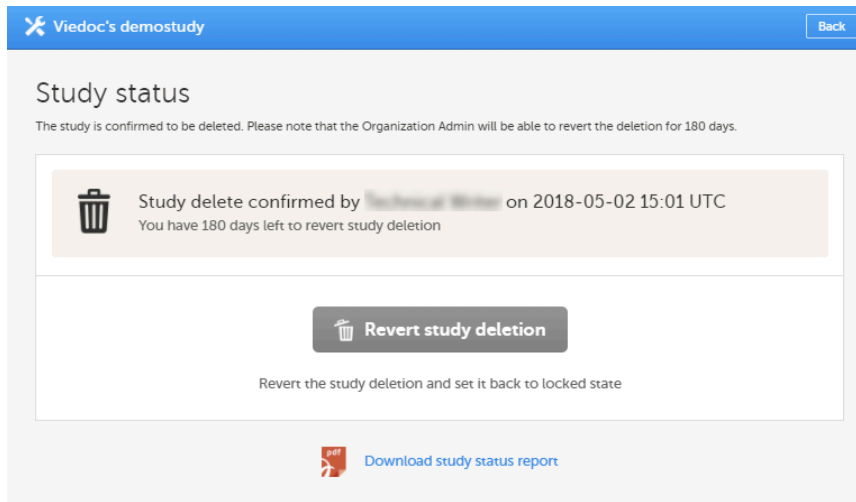 Viedoc's demostudy
Back
Study status
The study is confirmed to be deleted. Please note that the Organization Admin will be able to revert the deletion for 180 days.
Study delete confirmed by on 2018-05-02 15:01 UTC
You have 180 days left to revert study deletion
Revert study deletion
Revert the study deletion and set it back to locked state
pdf
Download study status report